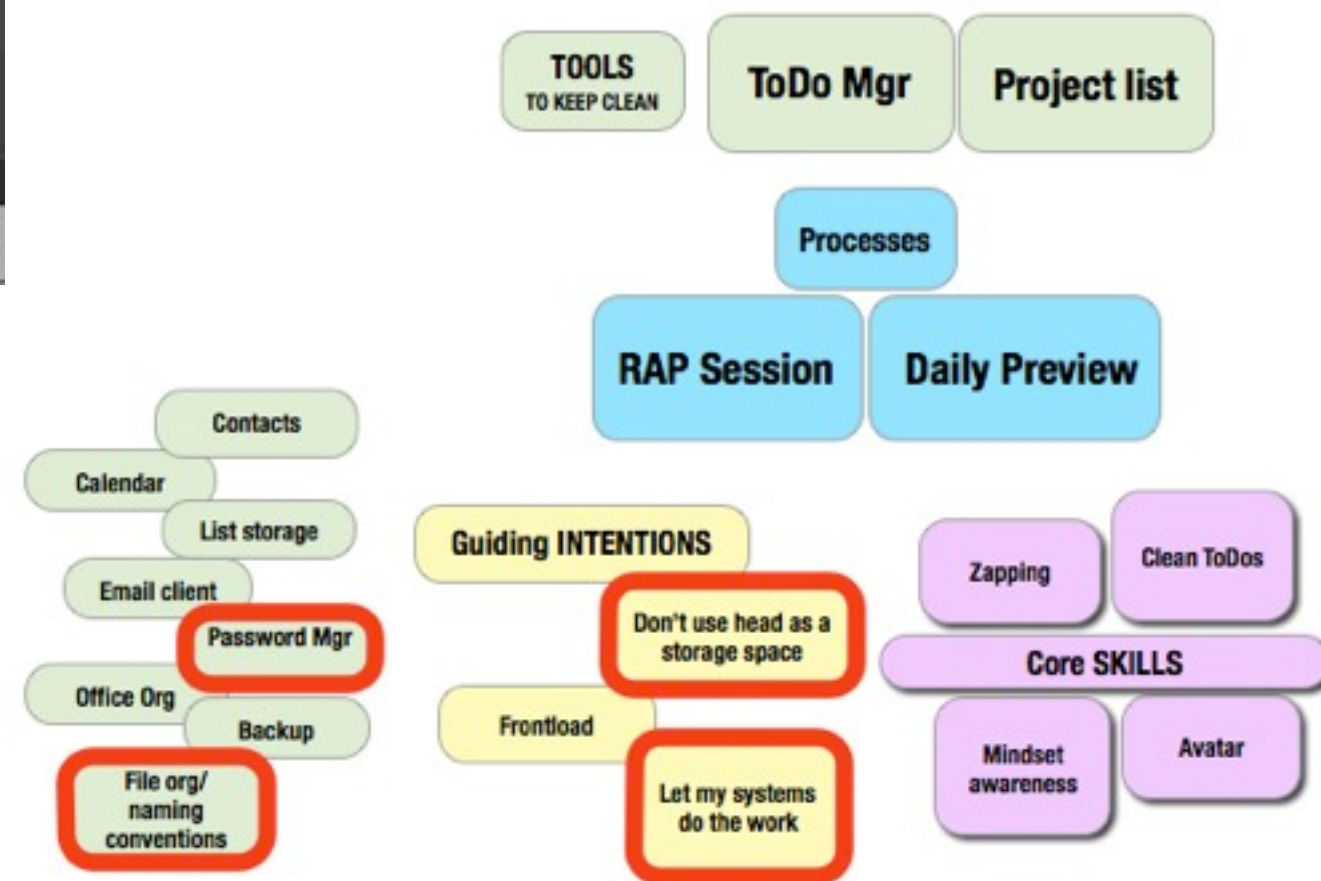 TOOLS
TO KEEP CLEAN
ToDo Mgr
Project list
Processes
RAP Session
Daily Preview
Contacts
Calendar
List storage
Email client
Password Mgr
Office Org
Backup
File org/
naming
conventions
Guiding INTENTIONS
Don't use head as a
storage space
Frontload
Let my systems
do the work
Zapping
Clean ToDos
Core SKILLS
Mindset
awareness
Avatar